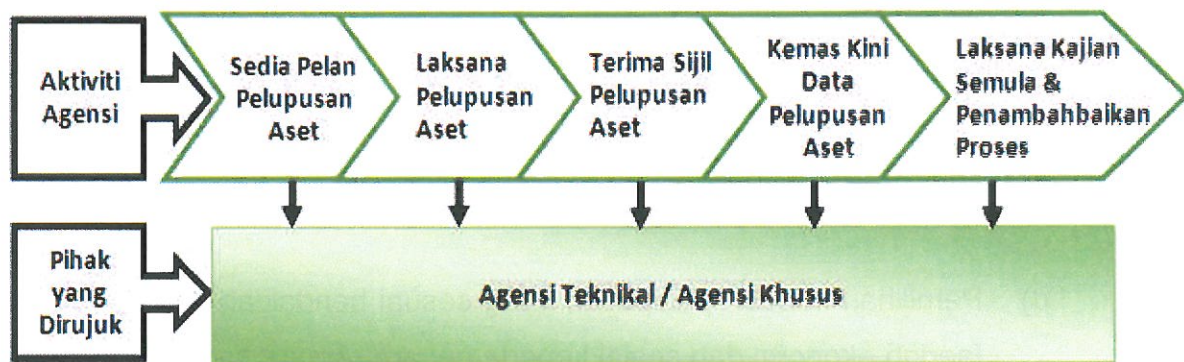 Aktiviti
Agensi
Sedia Pelan
Pelupusan
Aset
Laksana
Pelupusan
Aset
Terima Sijil
Pelupusan
Aset
Kemas Kini
Data
Pelupusan
Aset
Laksana Kajian
Semula &
Penambahbaikan
Proses
Pihak
yang
Dirujuk
Agensi Teknikal / Agensi Khusus